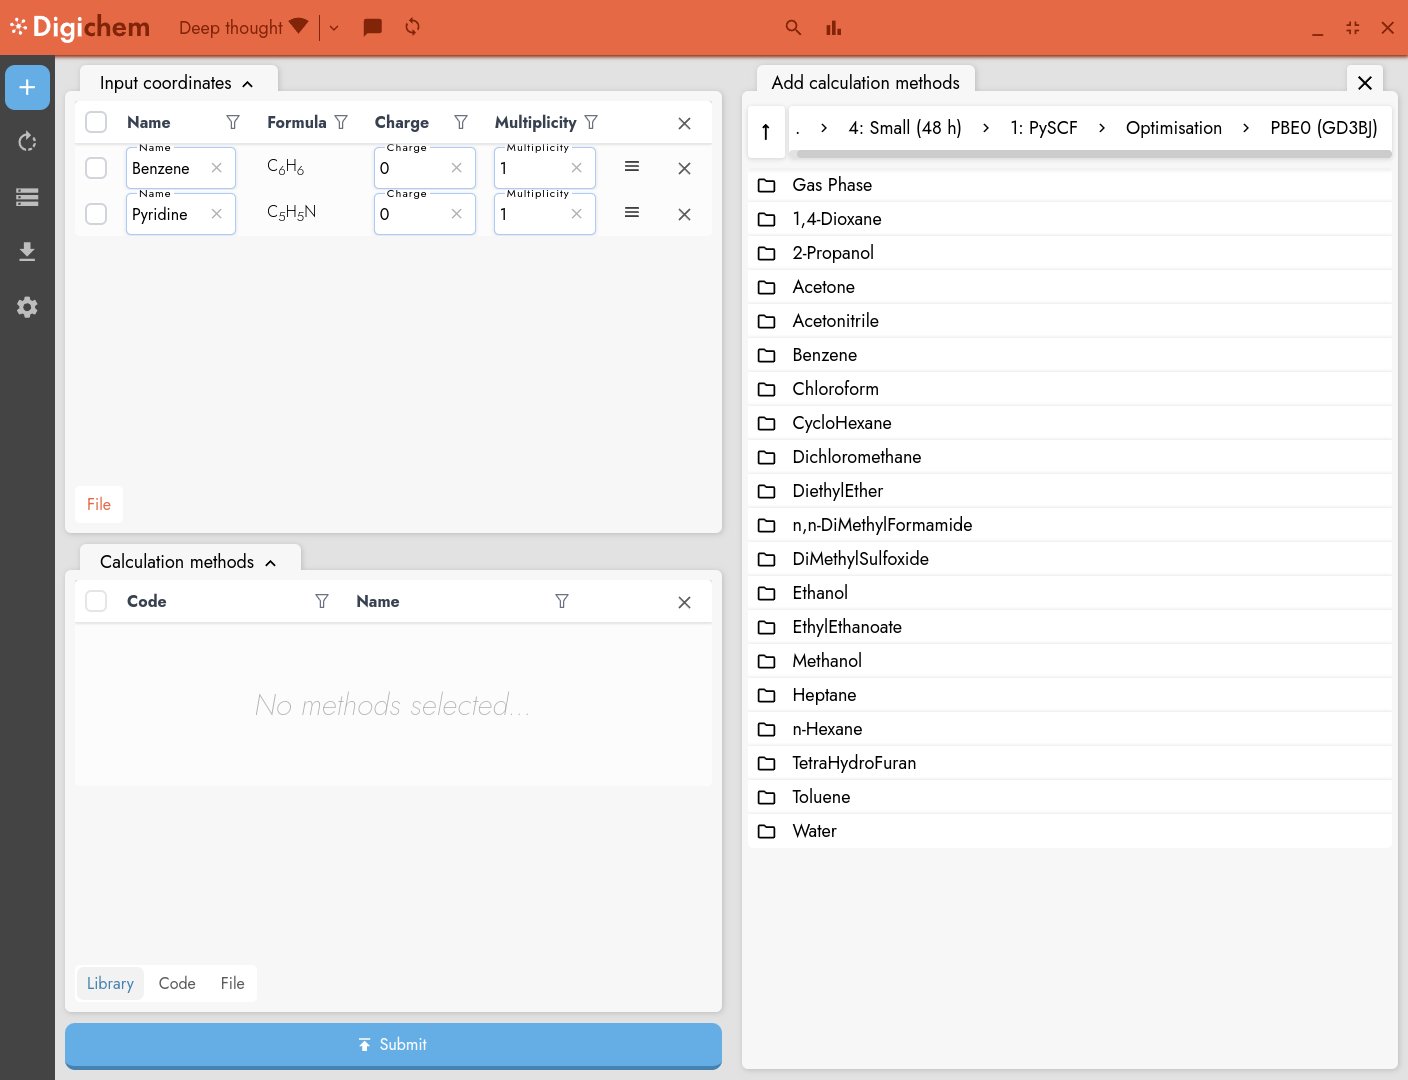 Digichem Deep thought
Input coordinates
Name Formula Charge Multiplicity
Name Charge Multiplicity
Benzene C6H6 0 1
Name Charge Multiplicity
Pyridine C5H5N 0 1
File
Calculation methods
Code Name
No methods selected...
Library Code File
Submit
Add calculation methods
. 4: Small (48 h) 1: PySCF Optimisation PBE0 (GD3BJ)
Gas Phase
1,4-Dioxane
2-Propanol
Acetone
Acetonitrile
Benzene
Chloroform
CycloHexane
Dichloromethane
DiethylEther
n,n-DiMethylFormamide
DiMethylSulfoxide
Ethanol
EthylEthanoate
Methanol
Heptane
n-Hexane
TetraHydroFuran
Toluene
Water